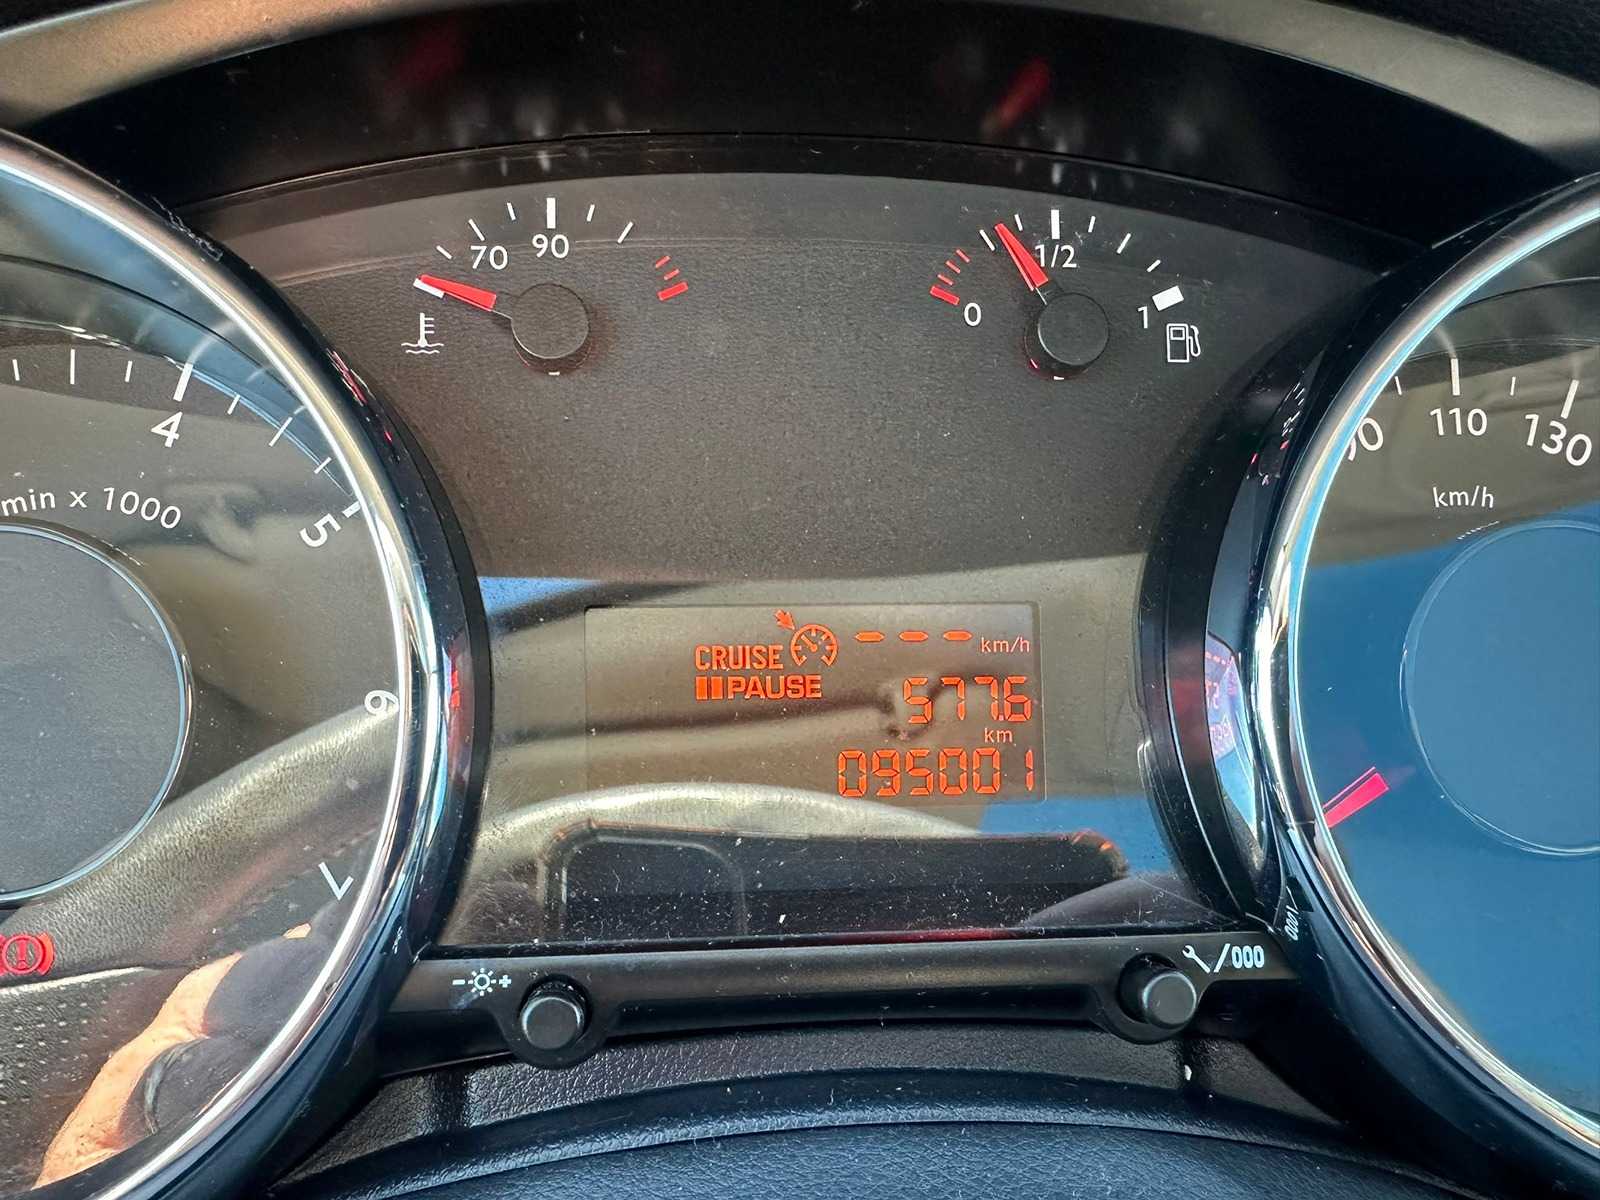 70 90
0 1/2 1
4
5
6
7
min x 1000
90 110 130
km/h
CRUISE --- km/h
PAUSE 577.6
km
095001
- +
/000